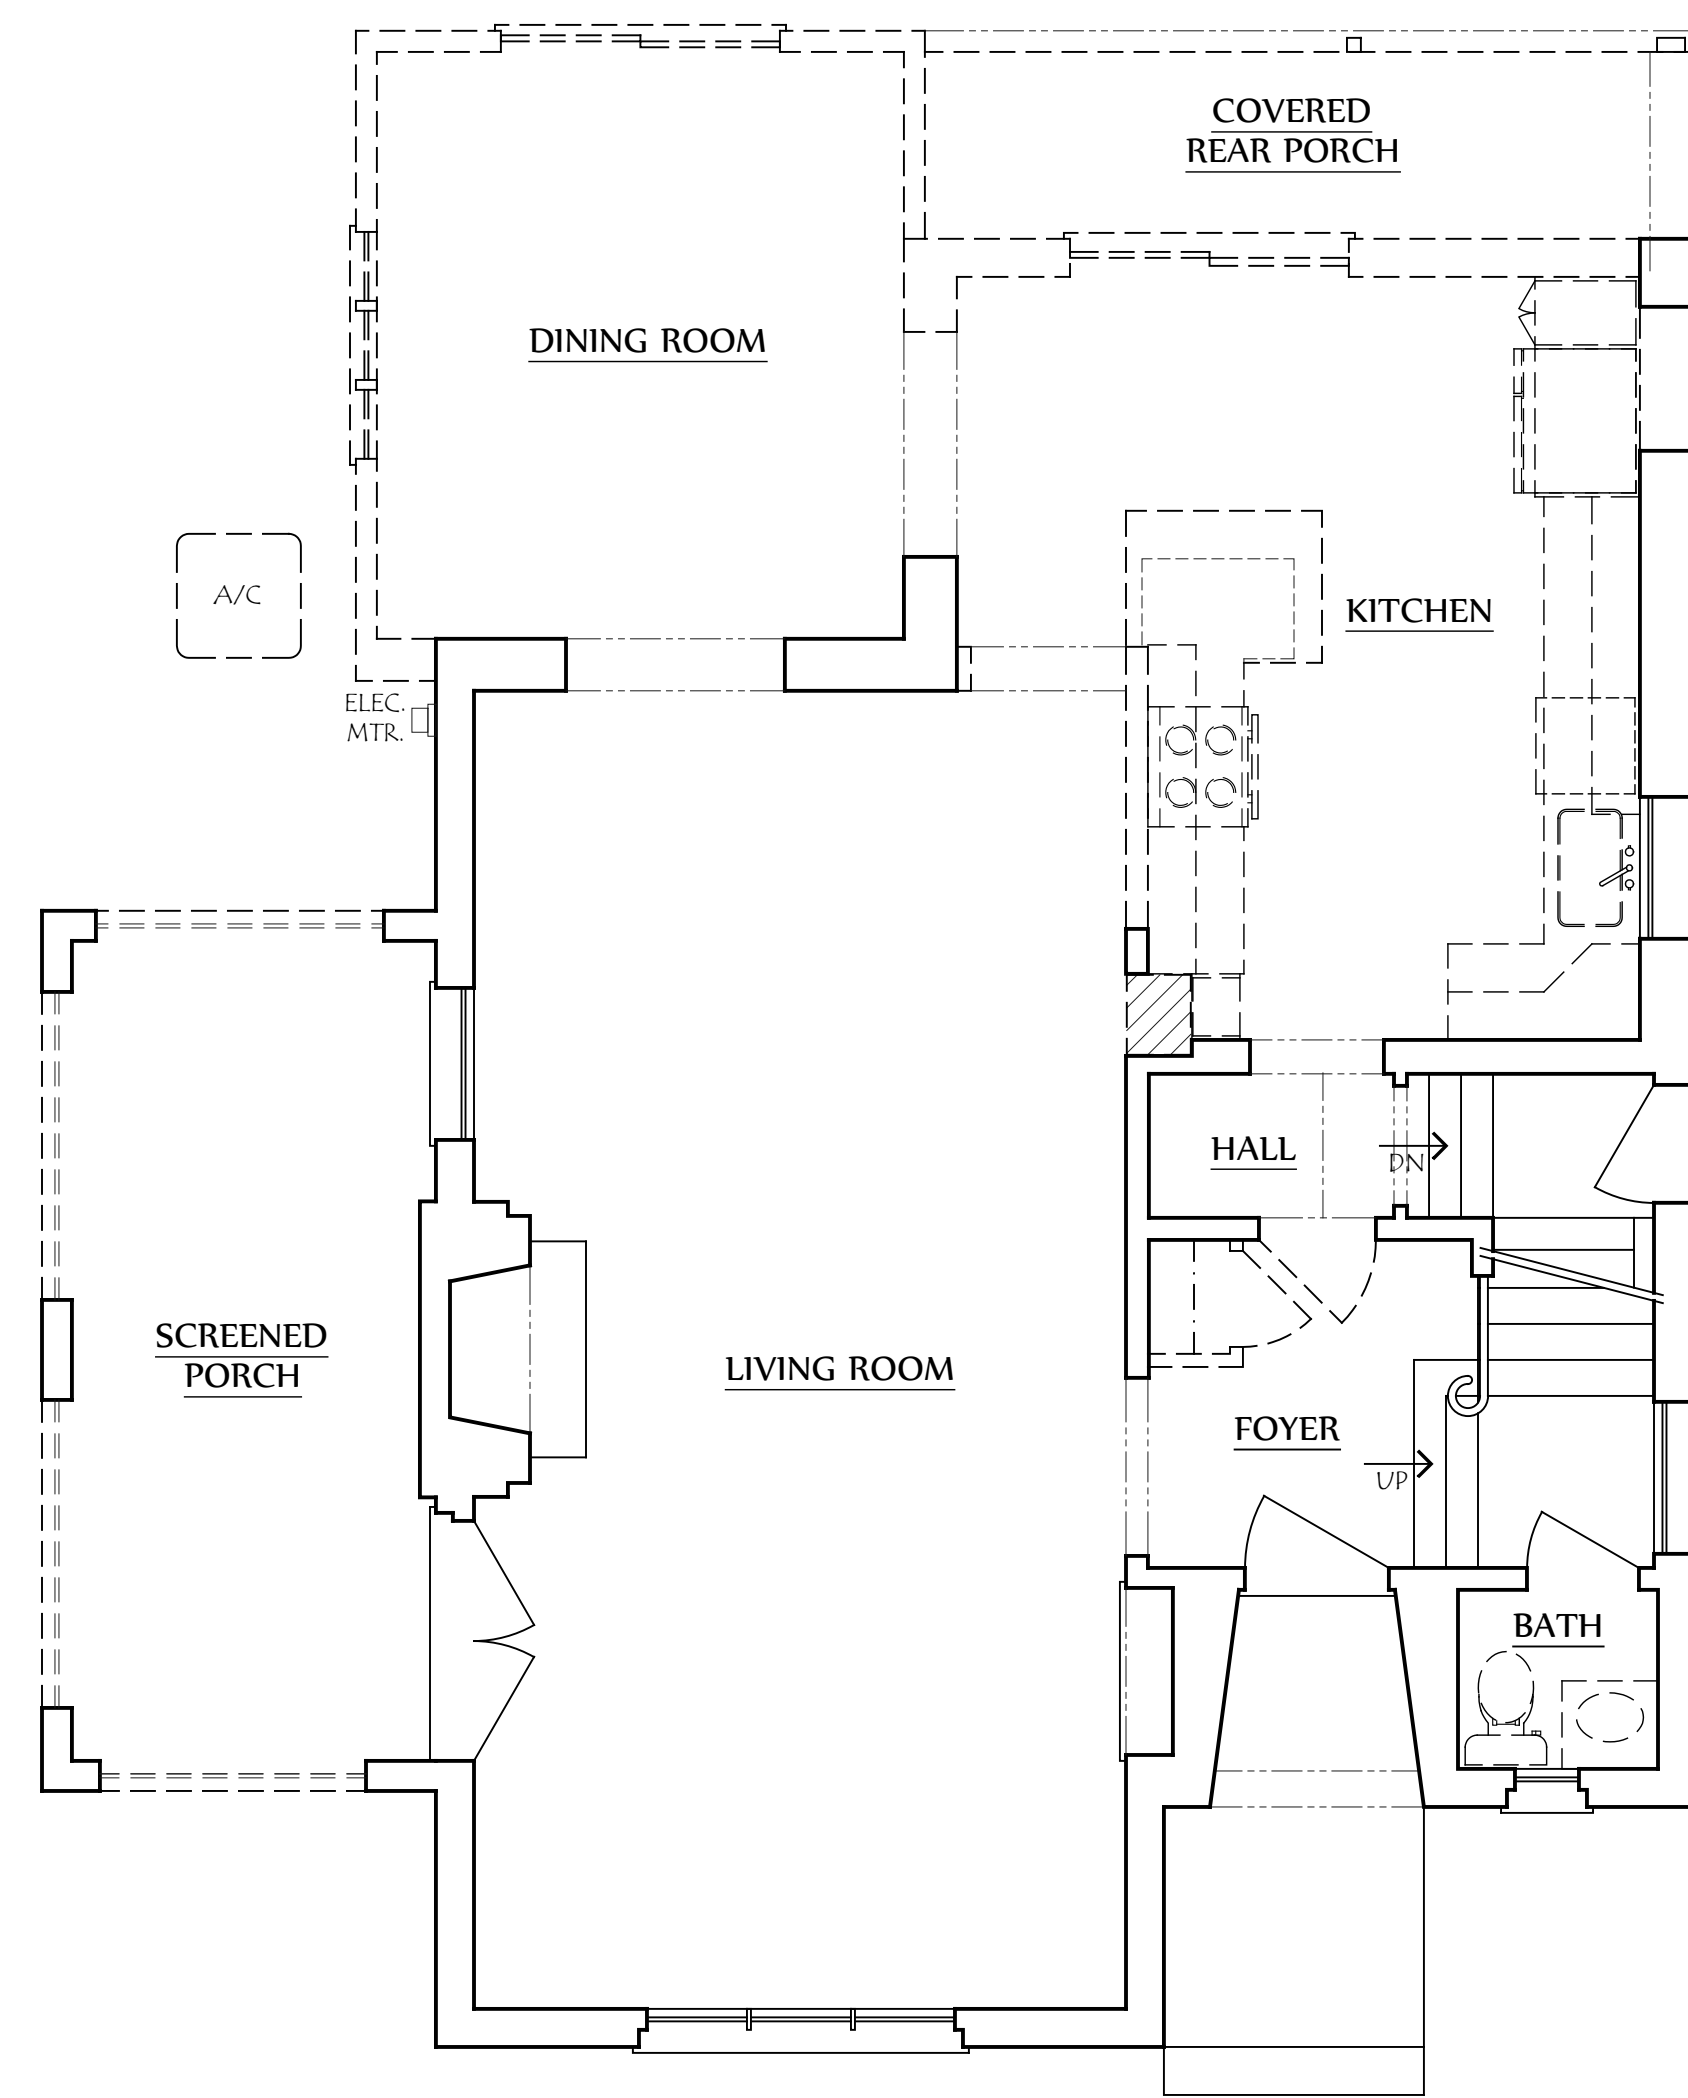 COVERED
REAR PORCH
DINING ROOM
A/C
KITCHEN
ELEC.
MTR.
HALL
DN
SCREENED
PORCH
LIVING ROOM
FOYER
UP
BATH